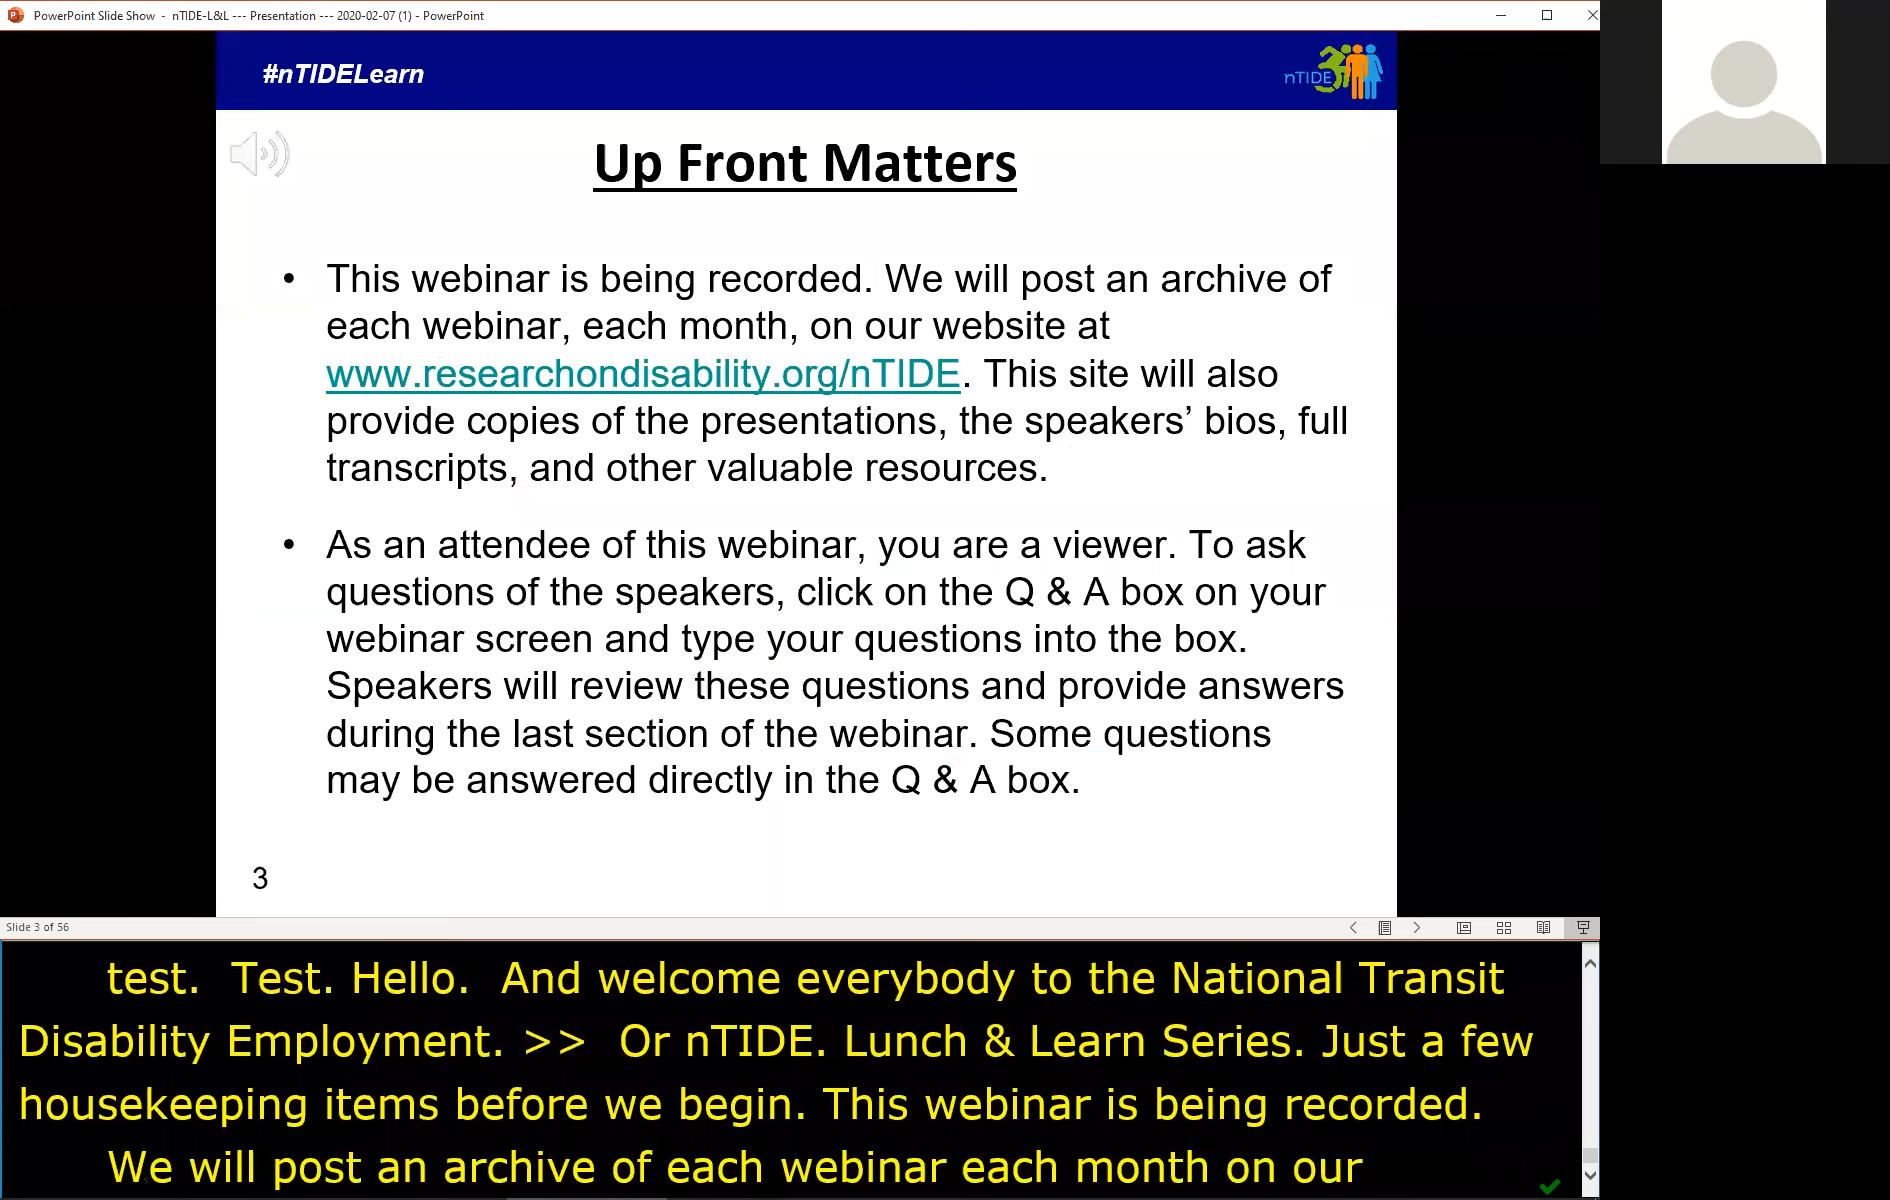 PowerPoint Slide Show - nTIDE-L&L --- Presentation --- 2020-02-07 (1) - PowerPoint
#nTIDELearn
nTIDE
Up Front Matters
• This webinar is being recorded. We will post an archive of
each webinar, each month, on our website at
www.researchondisability.org/nTIDE. This site will also
provide copies of the presentations, the speakers’ bios, full
transcripts, and other valuable resources.
• As an attendee of this webinar, you are a viewer. To ask
questions of the speakers, click on the Q & A box on your
webinar screen and type your questions into the box.
Speakers will review these questions and provide answers
during the last section of the webinar. Some questions
may be answered directly in the Q & A box.
3
Slide 3 of 56
test. Test. Hello. And welcome everybody to the National Transit
Disability Employment. >> Or nTIDE. Lunch & Learn Series. Just a few
housekeeping items before we begin. This webinar is being recorded.
We will post an archive of each webinar each month on our